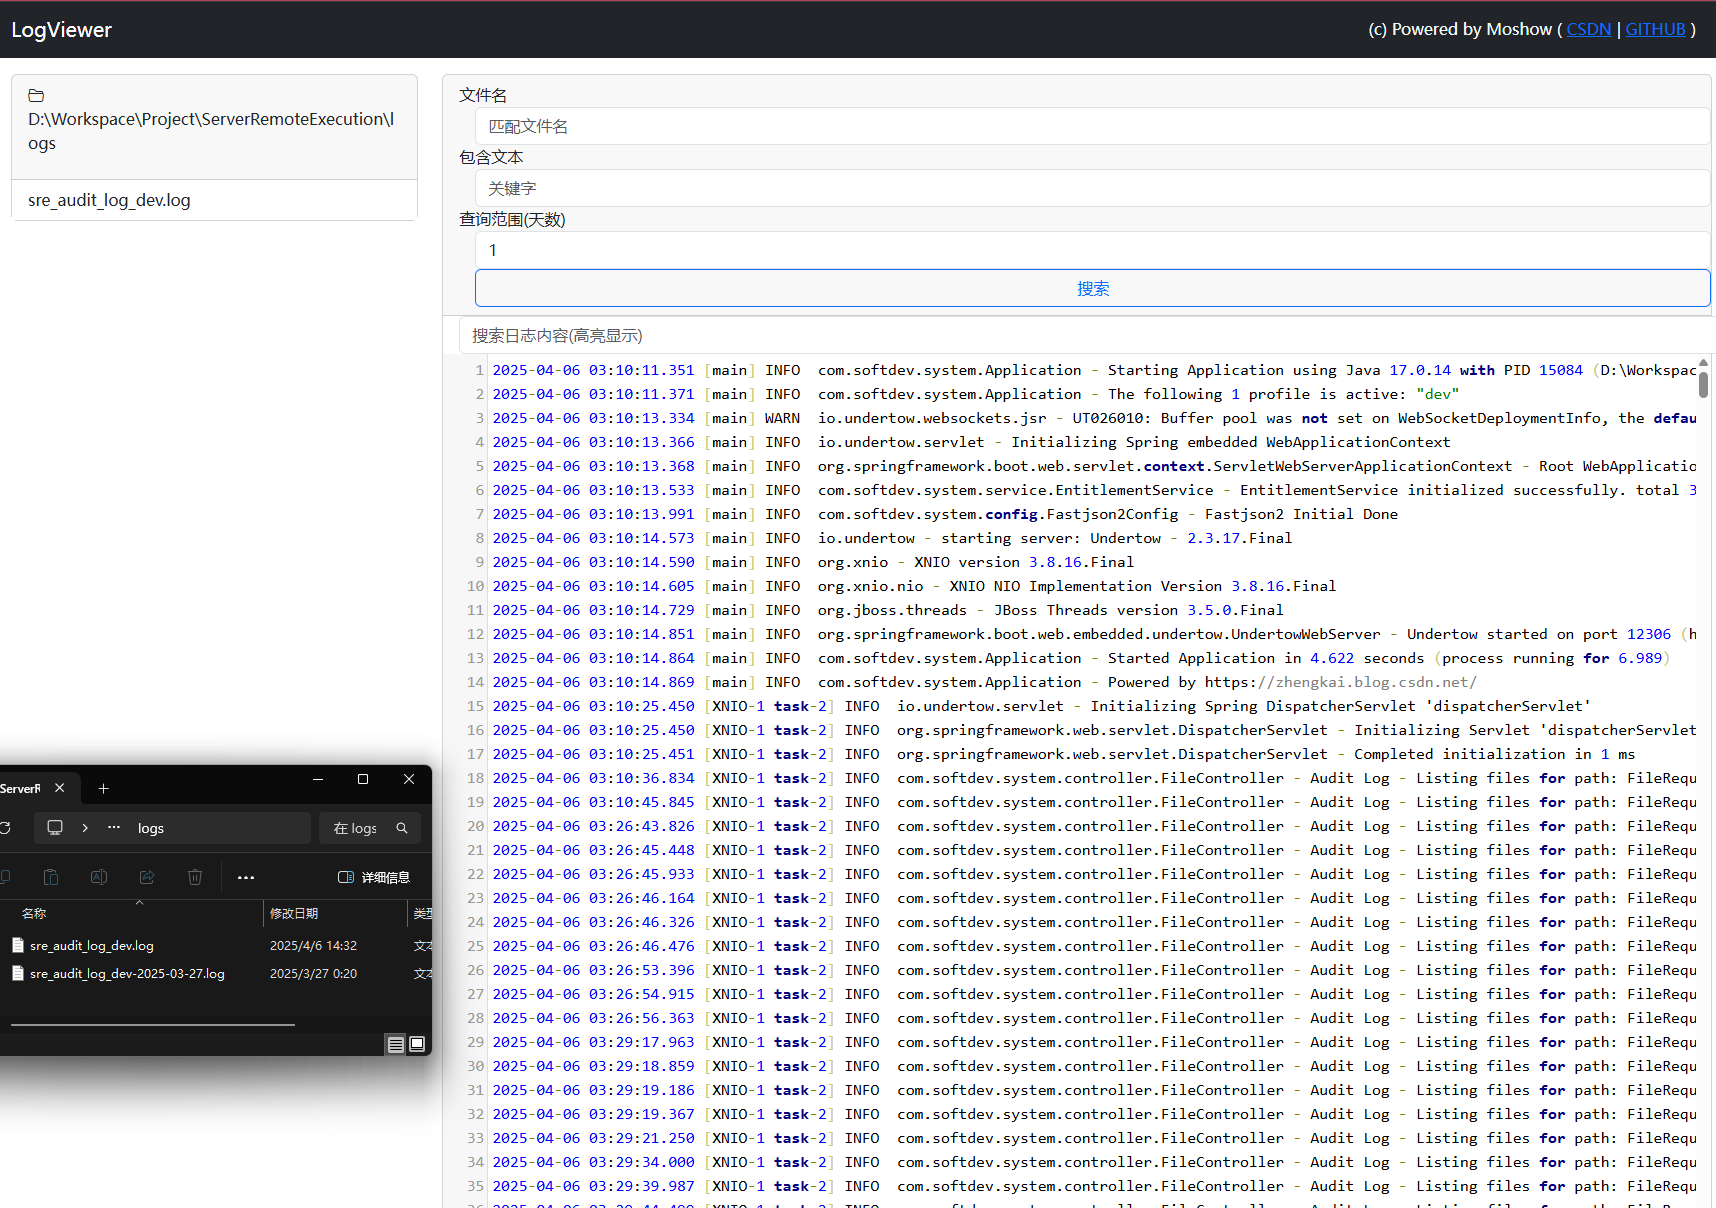 LogViewer
(c) Powered by Moshow ( CSDN | GITHUB )
D:\Workspace\Project\ServerRemoteExecution\l
ogs
sre_audit_log_dev.log
文件名
匹配文件名
包含文本
关键字
查询范围(天数)
1
搜索
搜索日志内容(高亮显示)
1 2025-04-06 03:10:11.351 [main] INFO  com.softdev.system.Application - Starting Application using Java 17.0.14 with PID 15084 (D:\Workspac
2 2025-04-06 03:10:11.371 [main] INFO  com.softdev.system.Application - The following 1 profile is active: "dev"
3 2025-04-06 03:10:13.334 [main] WARN  io.undertow.websockets.jsr - UT026010: Buffer pool was not set on WebSocketDeploymentInfo, the defau
4 2025-04-06 03:10:13.366 [main] INFO  io.undertow.servlet - Initializing Spring embedded WebApplicationContext
5 2025-04-06 03:10:13.368 [main] INFO  org.springframework.boot.web.servlet.context.ServletWebServerApplicationContext - Root WebApplicatio
6 2025-04-06 03:10:13.533 [main] INFO  com.softdev.system.service.EntitlementService - EntitlementService initialized successfully. total 3
7 2025-04-06 03:10:13.991 [main] INFO  com.softdev.system.config.Fastjson2Config - Fastjson2 Initial Done
8 2025-04-06 03:10:14.573 [main] INFO  io.undertow - starting server: Undertow - 2.3.17.Final
9 2025-04-06 03:10:14.590 [main] INFO  org.xnio - XNIO version 3.8.16.Final
10 2025-04-06 03:10:14.605 [main] INFO  org.xnio.nio - XNIO NIO Implementation Version 3.8.16.Final
11 2025-04-06 03:10:14.729 [main] INFO  org.jboss.threads - JBoss Threads version 3.5.0.Final
12 2025-04-06 03:10:14.851 [main] INFO  org.springframework.boot.web.embedded.undertow.UndertowWebServer - Undertow started on port 12306 (h
13 2025-04-06 03:10:14.864 [main] INFO  com.softdev.system.Application - Started Application in 4.622 seconds (process running for 6.989)
14 2025-04-06 03:10:14.869 [main] INFO  com.softdev.system.Application - Powered by https://zhengkai.blog.csdn.net/
15 2025-04-06 03:10:25.450 [XNIO-1 task-2] INFO  io.undertow.servlet - Initializing Spring DispatcherServlet 'dispatcherServlet'
16 2025-04-06 03:10:25.450 [XNIO-1 task-2] INFO  org.springframework.web.servlet.DispatcherServlet - Initializing Servlet 'dispatcherServlet
17 2025-04-06 03:10:25.451 [XNIO-1 task-2] INFO  org.springframework.web.servlet.DispatcherServlet - Completed initialization in 1 ms
18 2025-04-06 03:10:36.834 [XNIO-1 task-2] INFO  com.softdev.system.controller.FileController - Audit Log - Listing files for path: FileRequ
19 2025-04-06 03:10:45.845 [XNIO-1 task-2] INFO  com.softdev.system.controller.FileController - Audit Log - Listing files for path: FileRequ
20 2025-04-06 03:26:43.826 [XNIO-1 task-2] INFO  com.softdev.system.controller.FileController - Audit Log - Listing files for path: FileRequ
21 2025-04-06 03:26:45.448 [XNIO-1 task-2] INFO  com.softdev.system.controller.FileController - Audit Log - Listing files for path: FileRequ
22 2025-04-06 03:26:45.933 [XNIO-1 task-2] INFO  com.softdev.system.controller.FileController - Audit Log - Listing files for path: FileRequ
23 2025-04-06 03:26:46.164 [XNIO-1 task-2] INFO  com.softdev.system.controller.FileController - Audit Log - Listing files for path: FileRequ
24 2025-04-06 03:26:46.326 [XNIO-1 task-2] INFO  com.softdev.system.controller.FileController - Audit Log - Listing files for path: FileRequ
25 2025-04-06 03:26:46.476 [XNIO-1 task-2] INFO  com.softdev.system.controller.FileController - Audit Log - Listing files for path: FileRequ
26 2025-04-06 03:26:53.396 [XNIO-1 task-2] INFO  com.softdev.system.controller.FileController - Audit Log - Listing files for path: FileRequ
27 2025-04-06 03:26:54.915 [XNIO-1 task-2] INFO  com.softdev.system.controller.FileController - Audit Log - Listing files for path: FileRequ
28 2025-04-06 03:26:56.363 [XNIO-1 task-2] INFO  com.softdev.system.controller.FileController - Audit Log - Listing files for path: FileRequ
29 2025-04-06 03:29:17.963 [XNIO-1 task-2] INFO  com.softdev.system.controller.FileController - Audit Log - Listing files for path: FileRequ
30 2025-04-06 03:29:18.859 [XNIO-1 task-2] INFO  com.softdev.system.controller.FileController - Audit Log - Listing files for path: FileRequ
31 2025-04-06 03:29:19.186 [XNIO-1 task-2] INFO  com.softdev.system.controller.FileController - Audit Log - Listing files for path: FileRequ
32 2025-04-06 03:29:19.367 [XNIO-1 task-2] INFO  com.softdev.system.controller.FileController - Audit Log - Listing files for path: FileRequ
33 2025-04-06 03:29:21.250 [XNIO-1 task-2] INFO  com.softdev.system.controller.FileController - Audit Log - Listing files for path: FileRequ
34 2025-04-06 03:29:34.000 [XNIO-1 task-2] INFO  com.softdev.system.controller.FileController - Audit Log - Listing files for path: FileRequ
35 2025-04-06 03:29:39.987 [XNIO-1 task-2] INFO  com.softdev.system.controller.FileController - Audit Log - Listing files for path: FileRequ
ServerR
logs
在 logs
详细信息
名称 修改日期 类型
sre_audit_log_dev.log 2025/4/6 14:32 文本
sre_audit_log_dev-2025-03-27.log 2025/3/27 0:20 文本